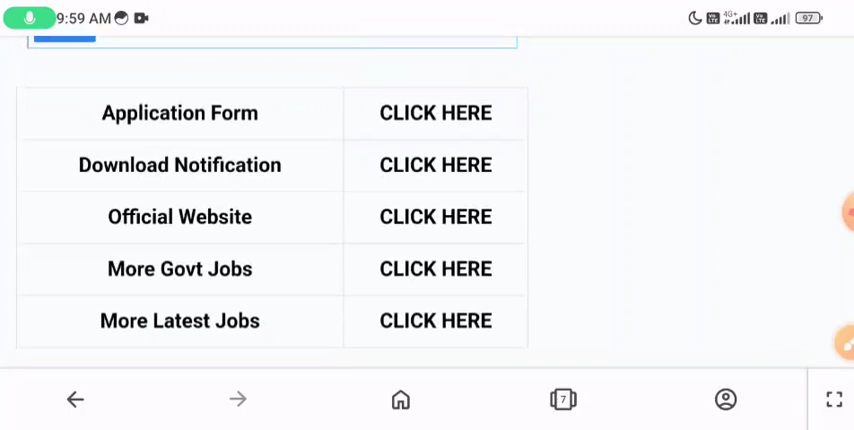 9:59 AM
4G+
97
Application Form CLICK HERE
Download Notification CLICK HERE
Official Website CLICK HERE
More Govt Jobs CLICK HERE
More Latest Jobs CLICK HERE
7